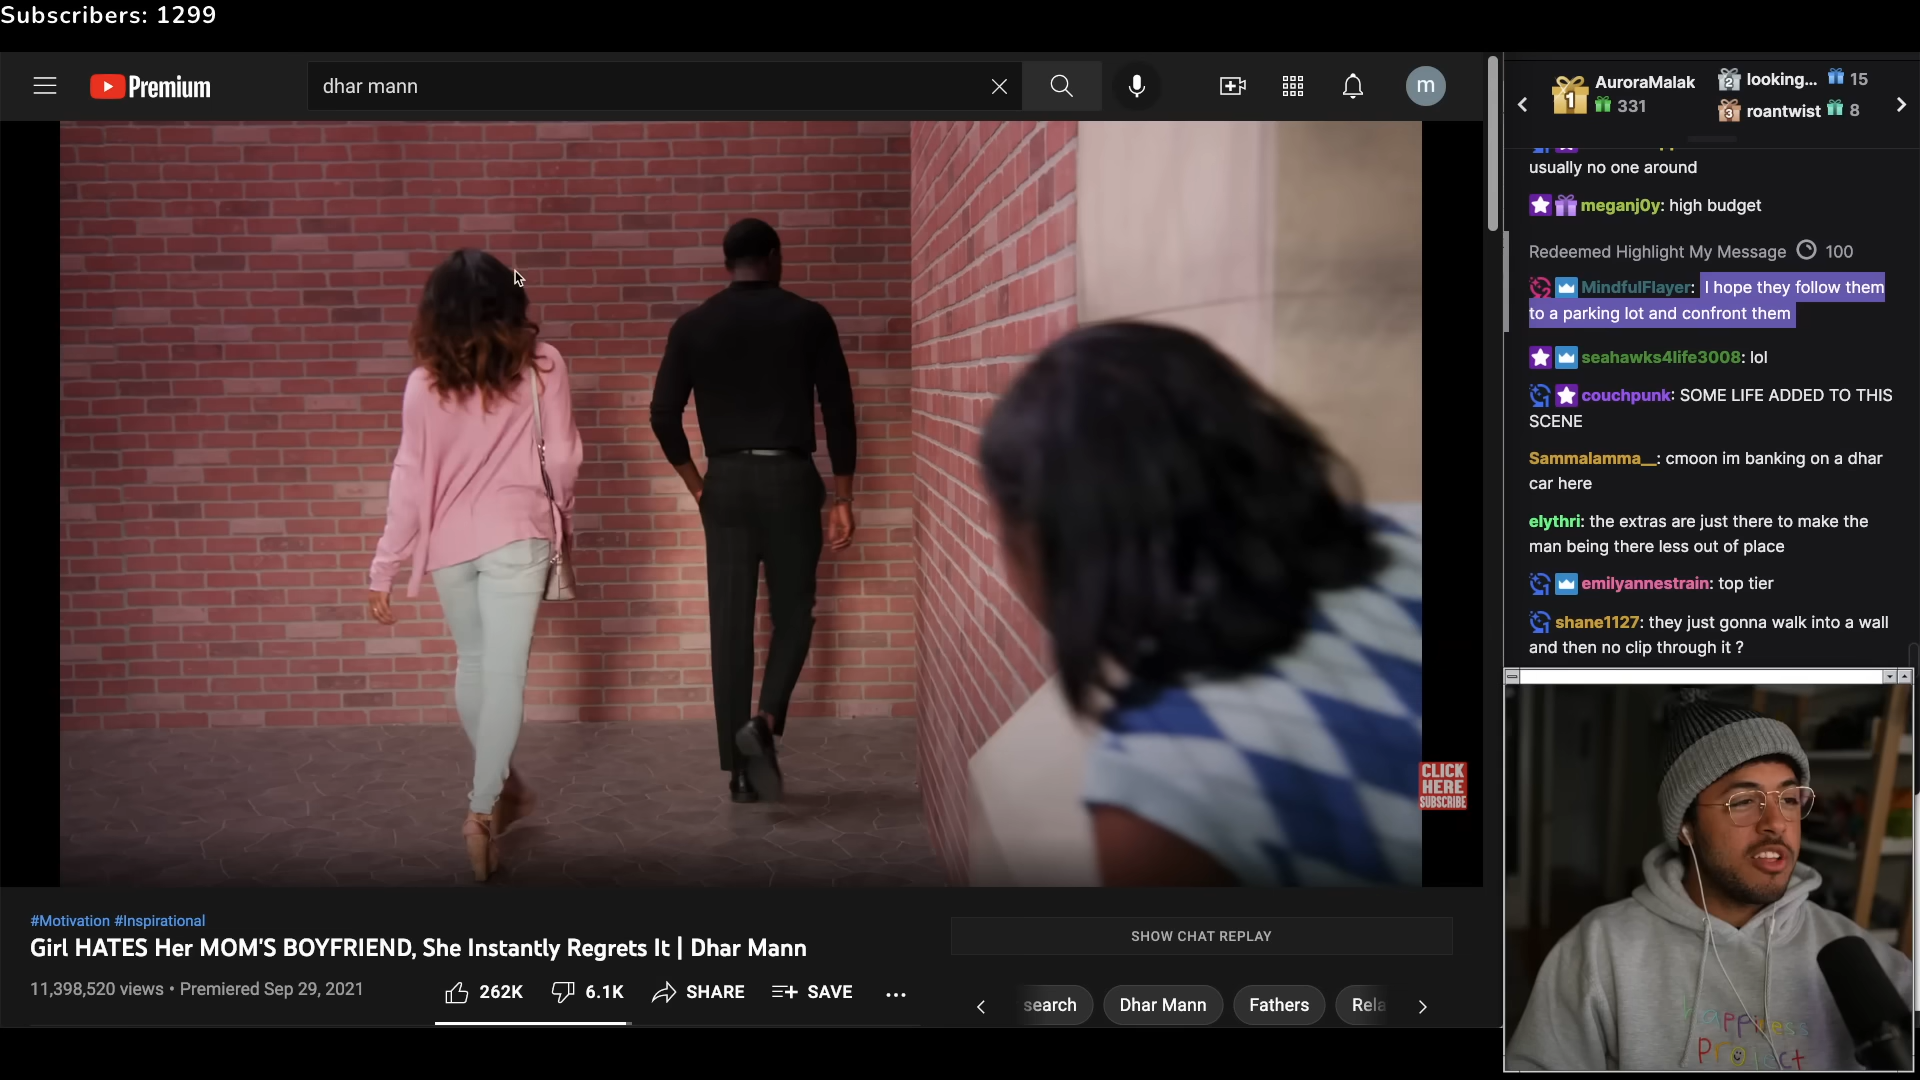 Subscribers: 1299
Premium
dhar mann
m
1
AuroraMalak
331
2
looking...
15
3
roantwist
8
usually no one around
meganj0y: high budget
Redeemed Highlight My Message 100
MindfulFlayer: I hope they follow them
to a parking lot and confront them
seahawks4life3008: lol
couchpunk: SOME LIFE ADDED TO THIS
SCENE
Sammalamma__: cmoon im banking on a dhar
car here
elythri: the extras are just there to make the
man being there less out of place
emilyannestrain: top tier
shane1127: they just gonna walk into a wall
and then no clip through it ?
CLICK
HERE
SUBSCRIBE
#Motivation #Inspirational
Girl HATES Her MOM'S BOYFRIEND, She Instantly Regrets It | Dhar Mann
11,398,520 views • Premiered Sep 29, 2021
262K
6.1K
SHARE
SAVE
SHOW CHAT REPLAY
search
Dhar Mann
Fathers
Rela
happiness
Project